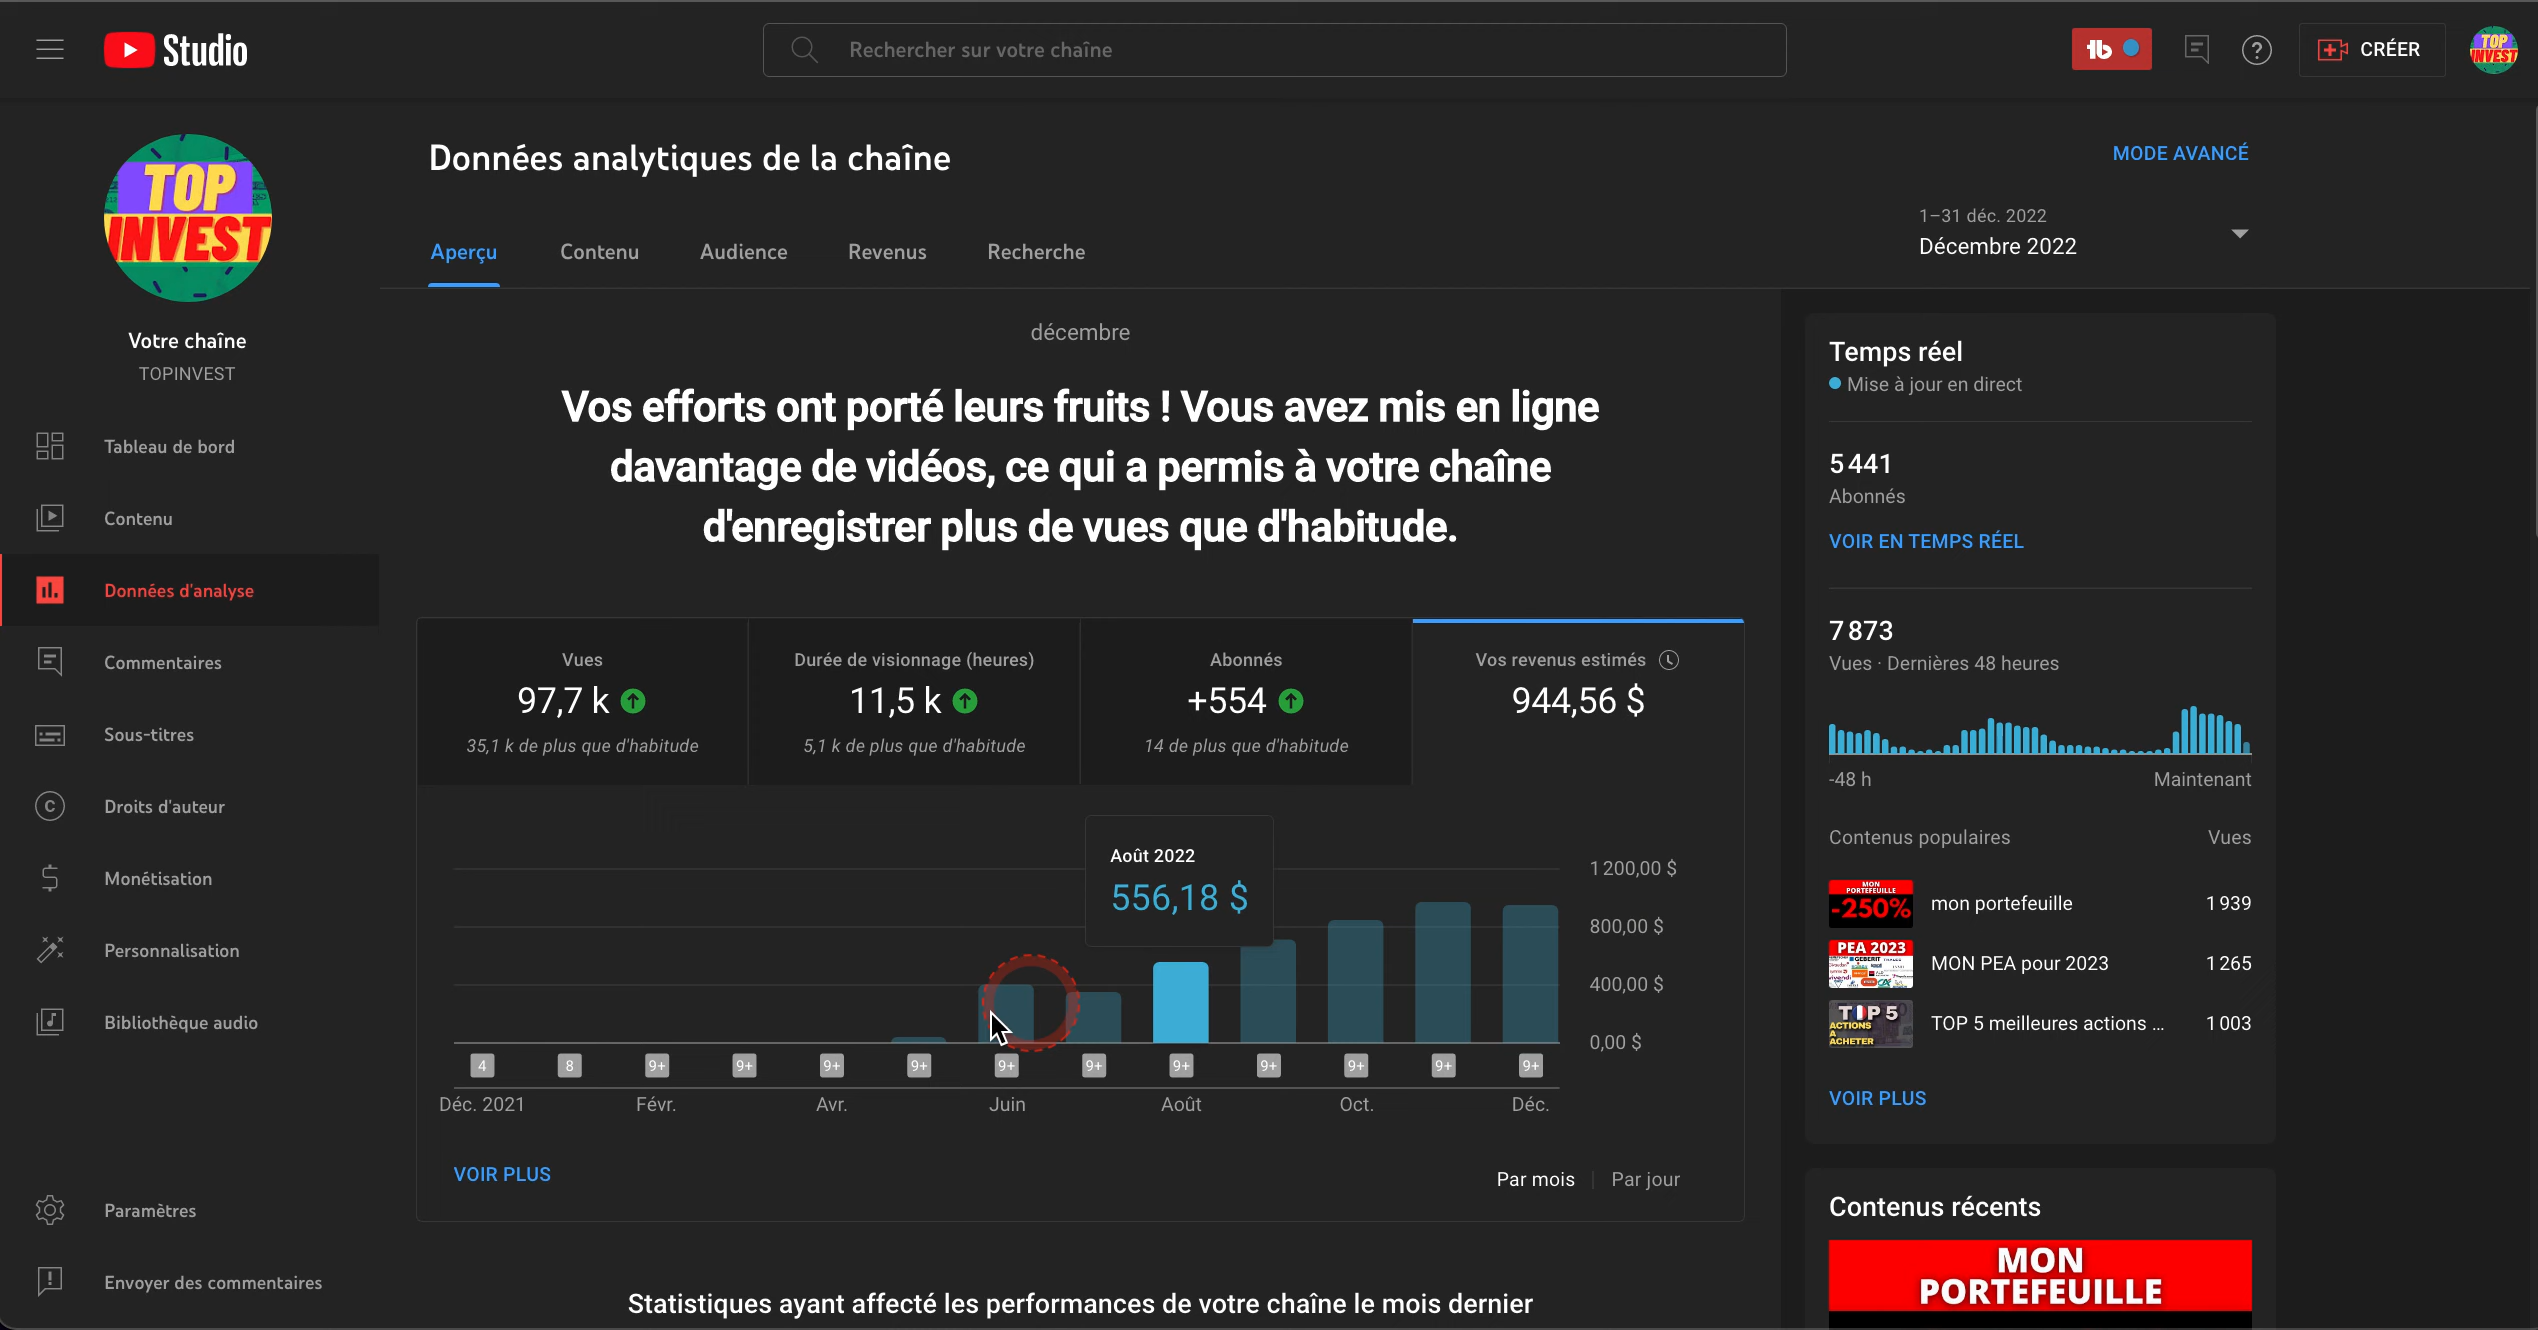 Studio
Rechercher sur votre chaîne
CRÉER
TOP
INVEST
TOP
INVEST
Votre chaîne
TOPINVEST
Tableau de bord
Contenu
Données d'analyse
Commentaires
Sous-titres
Droits d'auteur
Monétisation
Personnalisation
Bibliothèque audio
Paramètres
Envoyer des commentaires
Données analytiques de la chaîne
MODE AVANCÉ
Aperçu
Contenu
Audience
Revenus
Recherche
1–31 déc. 2022
Décembre 2022
décembre
Vos efforts ont porté leurs fruits ! Vous avez mis en ligne
davantage de vidéos, ce qui a permis à votre chaîne
d'enregistrer plus de vues que d'habitude.
Vues
97,7 k
35,1 k de plus que d'habitude
Durée de visionnage (heures)
11,5 k
5,1 k de plus que d'habitude
Abonnés
+554
14 de plus que d'habitude
Vos revenus estimés
944,56 $
Août 2022
556,18 $
1 200,00 $
800,00 $
400,00 $
0,00 $
4 8 9+ 9+ 9+ 9+ 9+ 9+ 9+ 9+ 9+ 9+ 9+
Déc. 2021 Févr. Avr. Juin Août Oct. Déc.
VOIR PLUS
Par mois
Par jour
Statistiques ayant affecté les performances de votre chaîne le mois dernier
Temps réel
Mise à jour en direct
5 441
Abonnés
VOIR EN TEMPS RÉEL
7 873
Vues · Dernières 48 heures
-48 h
Maintenant
Contenus populaires
Vues
MON
PORTEFEUILLE
-250%
mon portefeuille
1 939
PEA 2023
MON PEA pour 2023
1 265
TOP 5
ACTIONS
A
ACHETER
TOP 5 meilleures actions ...
1 003
VOIR PLUS
Contenus récents
MON
PORTEFEUILLE